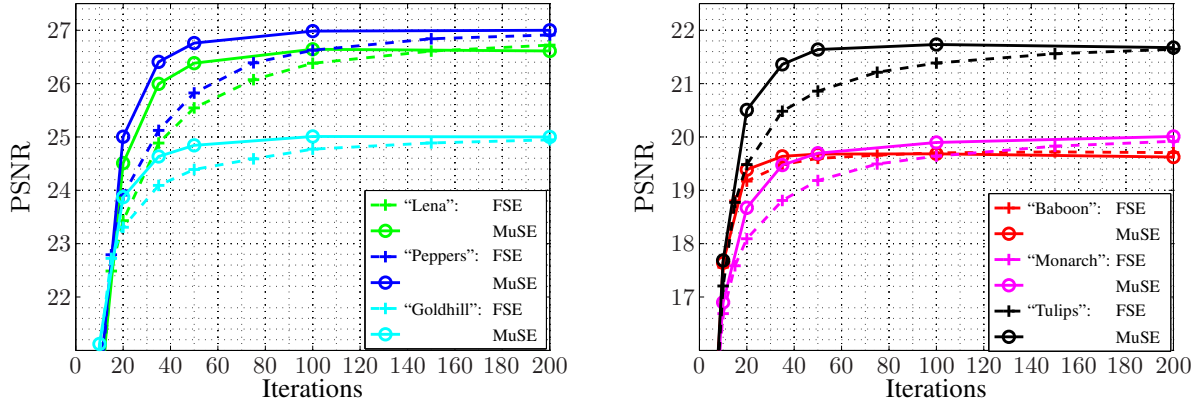 27
26
25
24
23
22
PSNR
0 20 40 60 80 100 120 140 160 180 200
Iterations
“Lena”: FSE
MuSE
“Peppers”: FSE
MuSE
“Goldhill”: FSE
MuSE
22
21
20
19
18
17
PSNR
0 20 40 60 80 100 120 140 160 180 200
Iterations
“Baboon”: FSE
MuSE
“Monarch”: FSE
MuSE
“Tulips”: FSE
MuSE